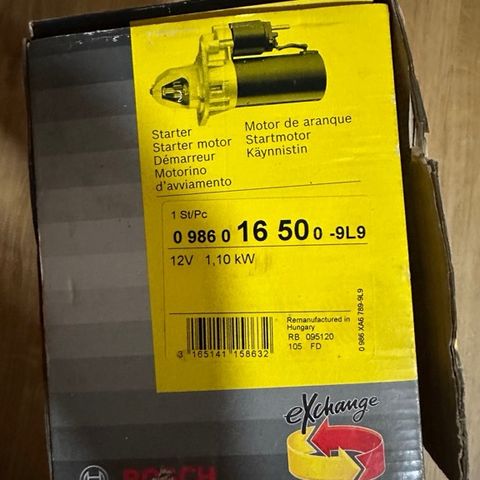 Starter
Starter motor
Démarreur
Motorino
d'avviamento
Motor de aranque
Startmotor
Käynnistin
1 St/Pc
0 986 0 16 50 0 -9L9
12V 1,10 kW
Remanufactured in
Hungary
RB 095120
105 FD
3 165141 158632
0 986 XA6 789-9L9
eXchange
BOSCH